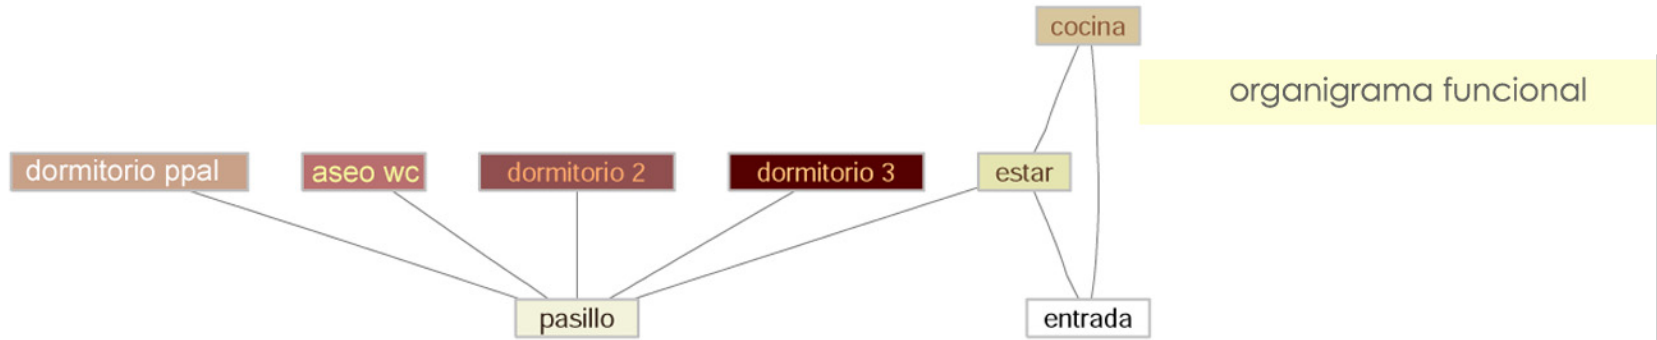 cocina
organigrama funcional
dormitorio ppal
aseo wc
dormitorio 2
dormitorio 3
estar
pasillo
entrada